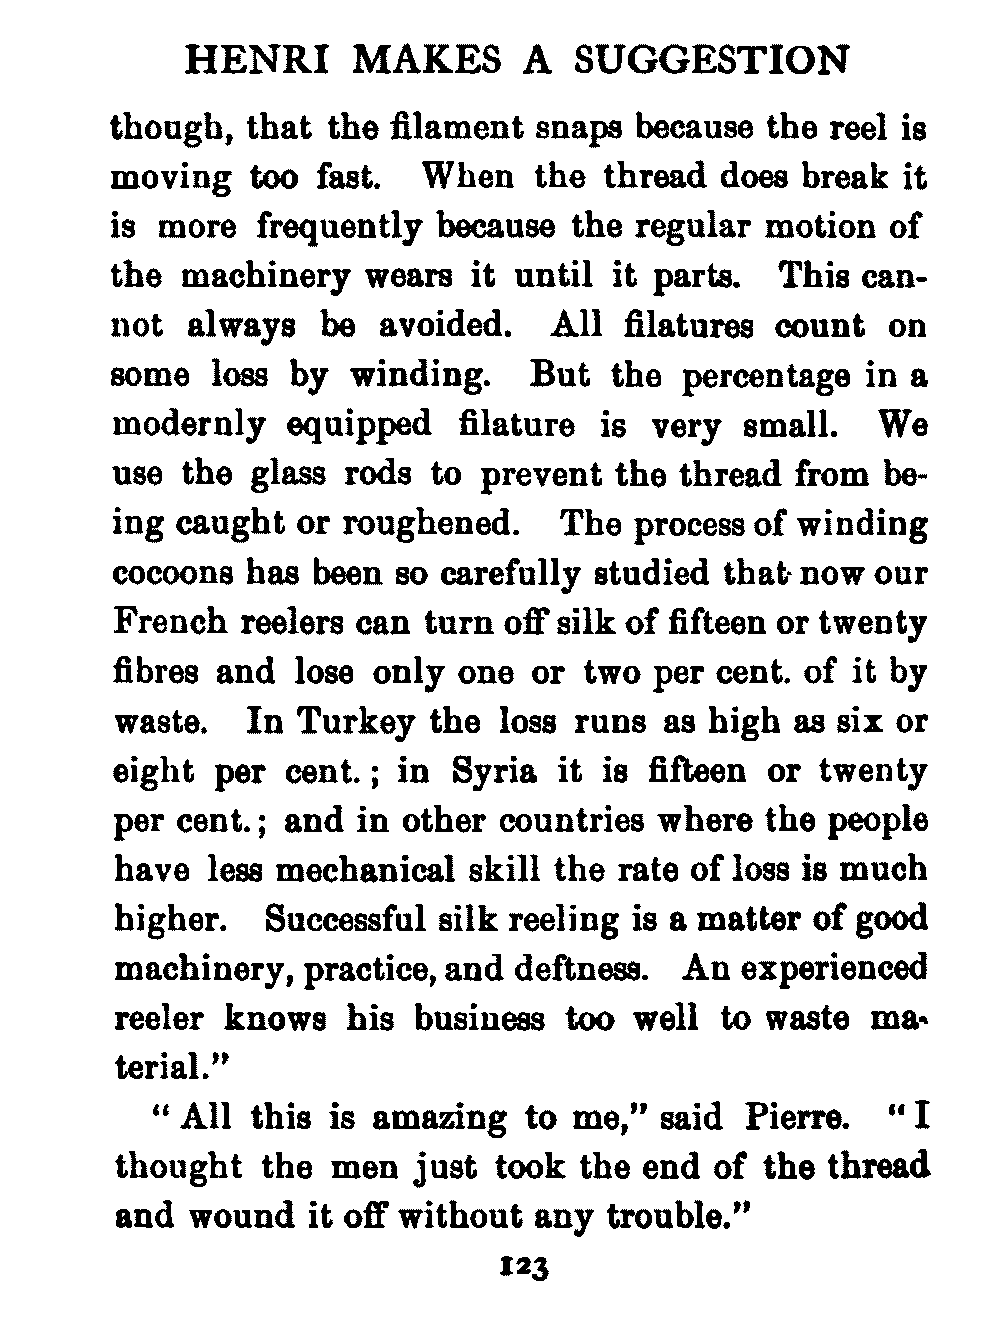 HENRI MAKES A SUGGESTION
though, that the filament snaps because the reel is
moving too fast. When the thread does break it
is more frequently because the regular motion of
the machinery wears it until it parts. This can-
not always be avoided. All filatures count on
some loss by winding. But the percentage in a
modernly equipped filature is very small. We
use the glass rods to prevent the thread from be-
ing caught or roughened. The process of winding
cocoons has been so carefully studied that now our
French reelers can turn off silk of fifteen or twenty
fibres and lose only one or two per cent. of it by
waste. In Turkey the loss runs as high as six or
eight per cent.; in Syria it is fifteen or twenty
per cent.; and in other countries where the people
have less mechanical skill the rate of loss is much
higher. Successful silk reeling is a matter of good
machinery, practice, and deftness. An experienced
reeler knows his business too well to waste ma-
terial."
"All this is amazing to me," said Pierre. "I
thought the men just took the end of the thread
and wound it off without any trouble."
123